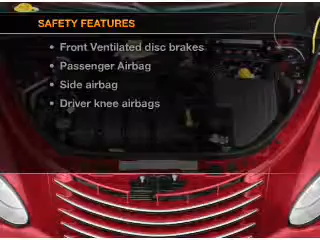 SAFETY FEATURES
• Front Ventilated disc brakes
• Passenger Airbag
• Side airbag
• Driver knee airbags